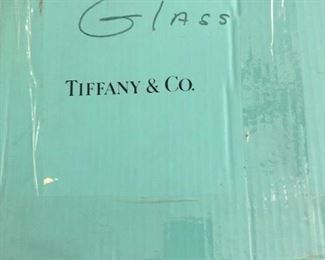 Glass
TIFFANY & CO.